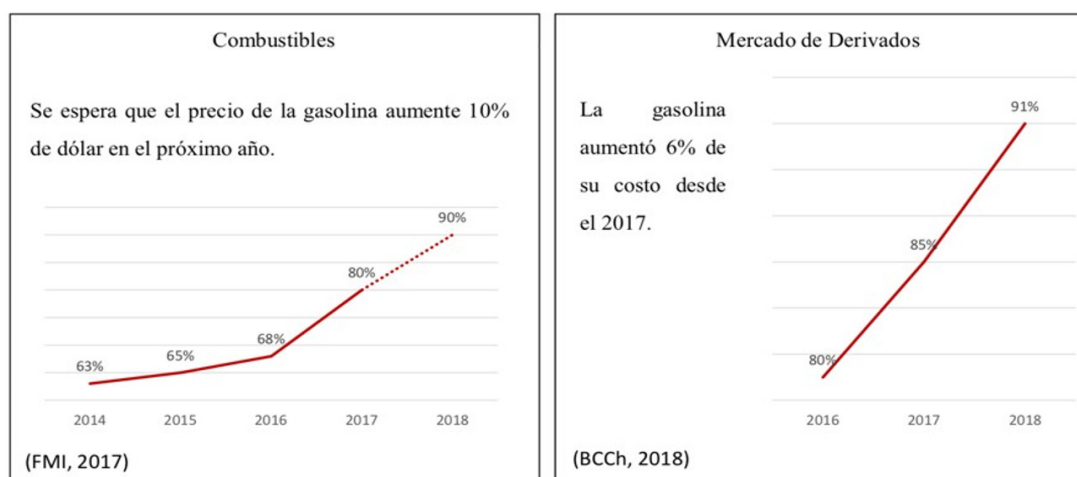 Combustibles
Se espera que el precio de la gasolina aumente 10%
de dólar en el próximo año.
90%
80%
68%
65%
63%
2014 2015 2016 2017 2018
(FMI, 2017)
Mercado de Derivados
La gasolina
aumentó 6% de
su costo desde
el 2017.
91%
85%
80%
2016 2017 2018
(BCCh, 2018)